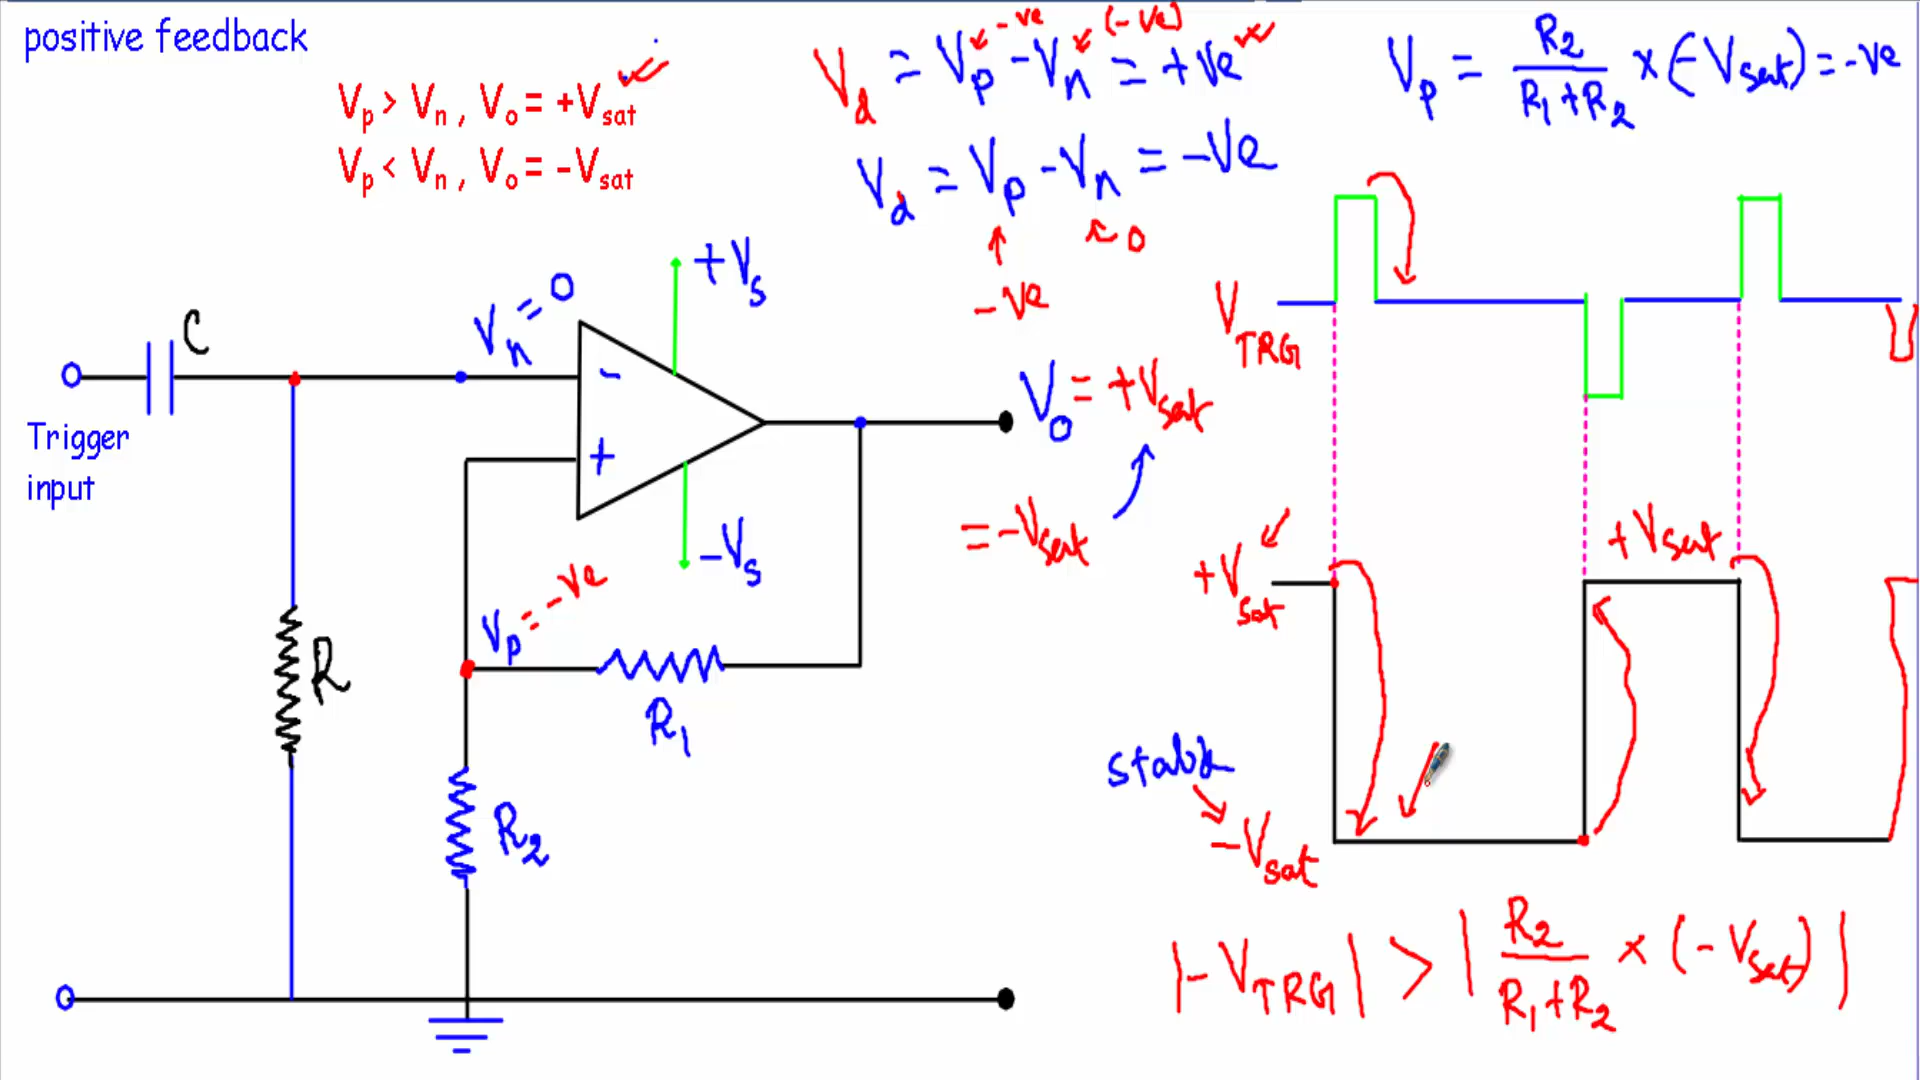 positive feedback
Vp > Vn , Vo = +Vsat
Vp < Vn , Vo = -Vsat
-ve (-ve)
Vd = Vp - Vn = +ve
Vd = Vp - Vn = -ve
-ve ≈ 0
Vp = R2 / (R1+R2) × (-Vsat) = -ve
VTRG
C
Vn = 0
+Vs
-
+
-Vs
Trigger
input
Vo = +Vsat
= -Vsat
Vp = -ve
R
R1
R2
+Vsat
+Vsat
stable
-Vsat
|-VTRG| > | R2 / (R1+R2) × (-Vsat) |